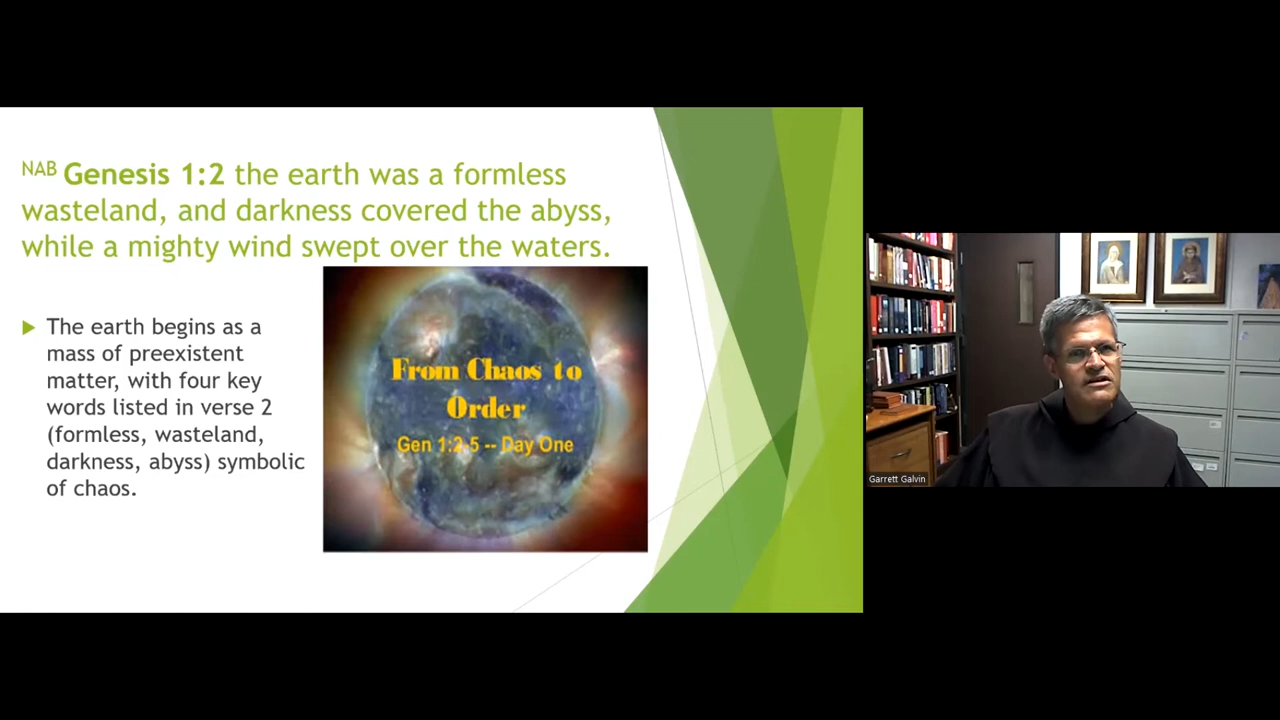 NAB Genesis 1:2 the earth was a formless
wasteland, and darkness covered the abyss,
while a mighty wind swept over the waters.
The earth begins as a
mass of preexistent
matter, with four key
words listed in verse 2
(formless, wasteland,
darkness, abyss) symbolic
of chaos.
From Chaos to
Order
Gen 1:2-5 -- Day One
Garrett Galvin